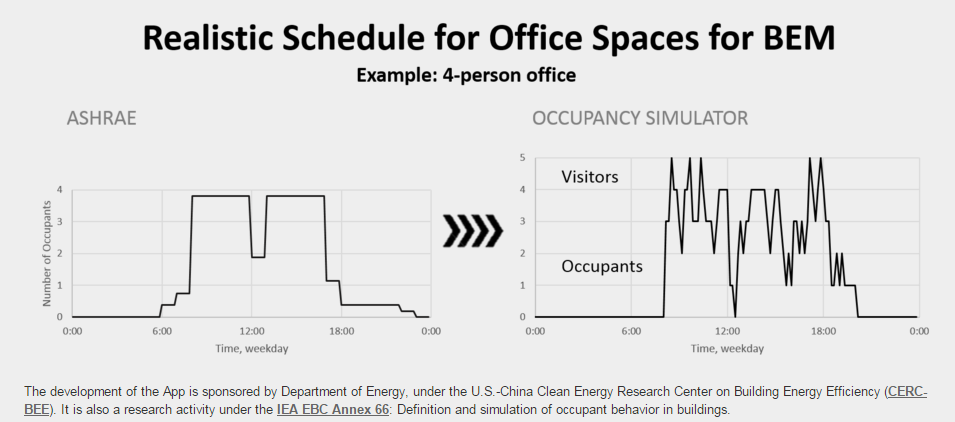 Realistic Schedule for Office Spaces for BEM
Example: 4-person office
ASHRAE
Number of Occupants
4
3
2
1
0
0:00 6:00 12:00 18:00 0:00
Time, weekday
OCCUPANCY SIMULATOR
5
4
3
2
1
0
Visitors
Occupants
0:00 6:00 12:00 18:00 0:00
Time, weekday
The development of the App is sponsored by Department of Energy, under the U.S.-China Clean Energy Research Center on Building Energy Efficiency (CERC-
BEE). It is also a research activity under the IEA EBC Annex 66: Definition and simulation of occupant behavior in buildings.